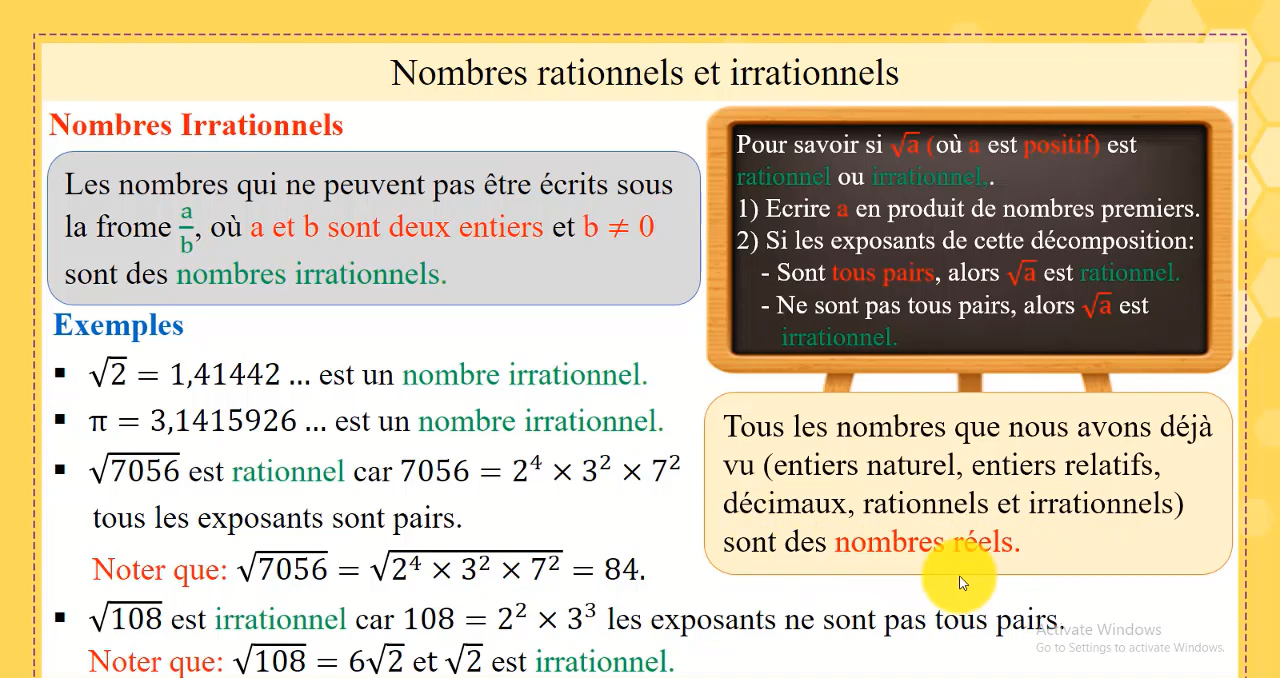 Nombres rationnels et irrationnels
Nombres Irrationnels
Les nombres qui ne peuvent pas être écrits sous
la frome a/b, où a et b sont deux entiers et b ≠ 0
sont des nombres irrationnels.
Exemples
▪ √2 = 1,41442 ... est un nombre irrationnel.
▪ π = 3,1415926 ... est un nombre irrationnel.
▪ √7056 est rationnel car 7056 = 2⁴ × 3² × 7²
tous les exposants sont pairs.
Noter que: √7056 = √(2⁴ × 3² × 7²) = 84.
▪ √108 est irrationnel car 108 = 2² × 3³ les exposants ne sont pas tous pairs.
Noter que: √108 = 6√2 et √2 est irrationnel.
Pour savoir si √a (où a est positif) est
rationnel ou irrationnel,.
1) Ecrire a en produit de nombres premiers.
2) Si les exposants de cette décomposition:
- Sont tous pairs, alors √a est rationnel.
- Ne sont pas tous pairs, alors √a est
irrationnel.
Tous les nombres que nous avons déjà
vu (entiers naturel, entiers relatifs,
décimaux, rationnels et irrationnels)
sont des nombres réels.
Activate Windows
Go to Settings to activate Windows.